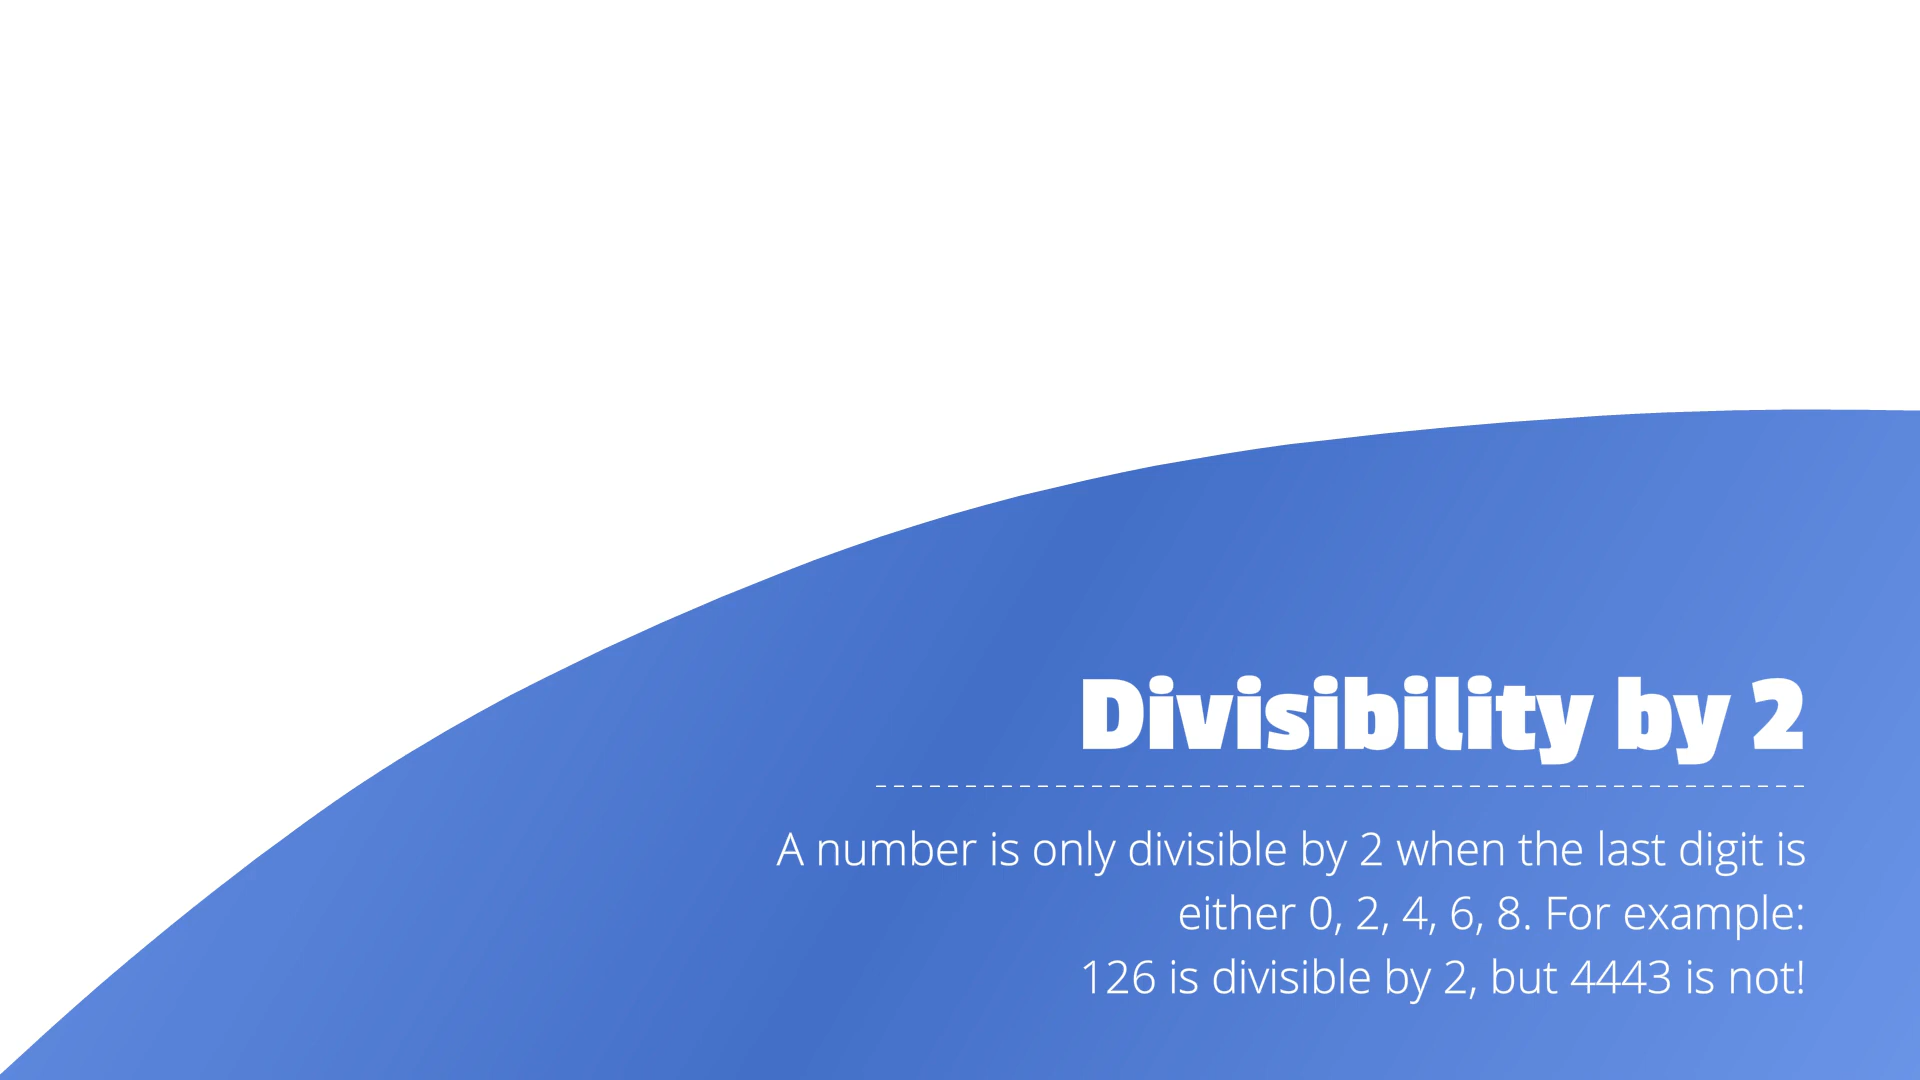 Divisibility by 2
A number is only divisible by 2 when the last digit is
either 0, 2, 4, 6, 8. For example:
126 is divisible by 2, but 4443 is not!